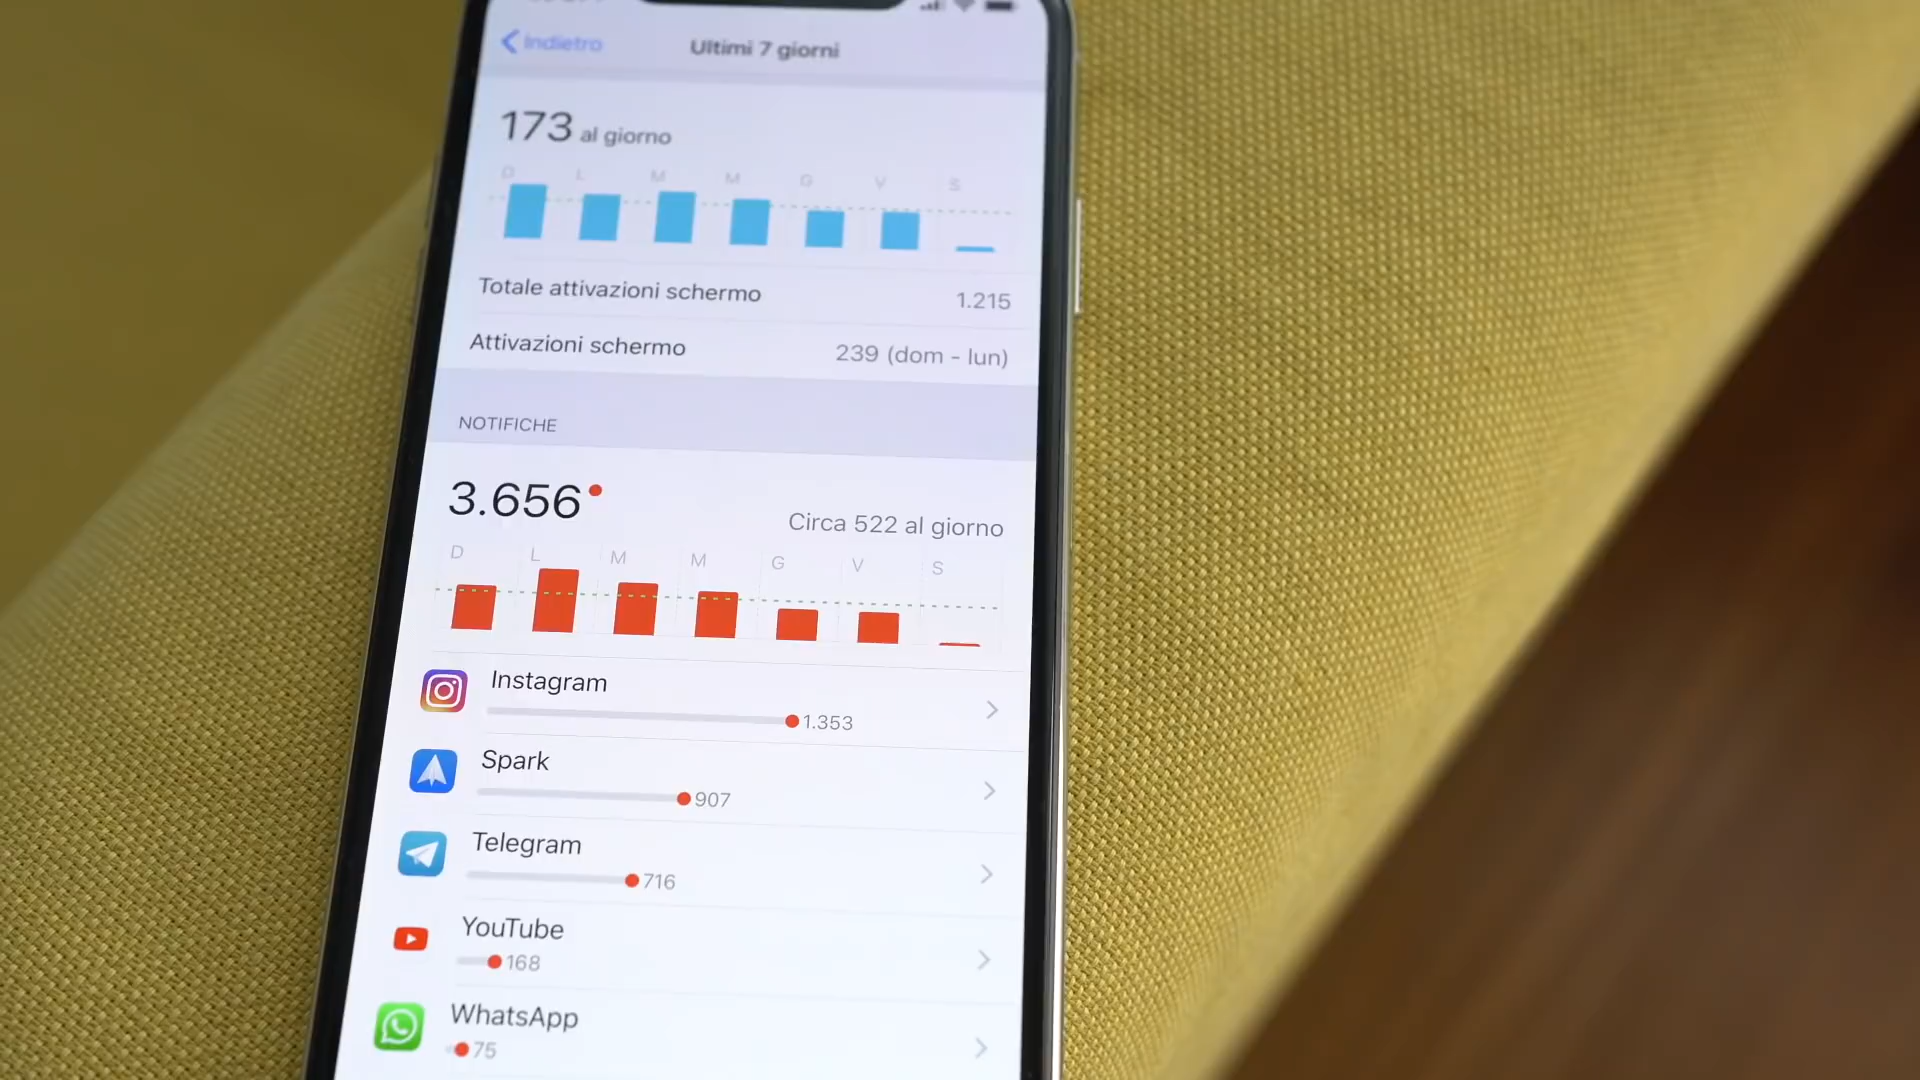 Indietro
Ultimi 7 giorni
173 al giorno
D L M M G V S
Totale attivazioni schermo 1.215
Attivazioni schermo 239 (dom - lun)
NOTIFICHE
3.656
Circa 522 al giorno
D L M M G V S
Instagram
1.353
Spark
907
Telegram
716
YouTube
168
WhatsApp
75